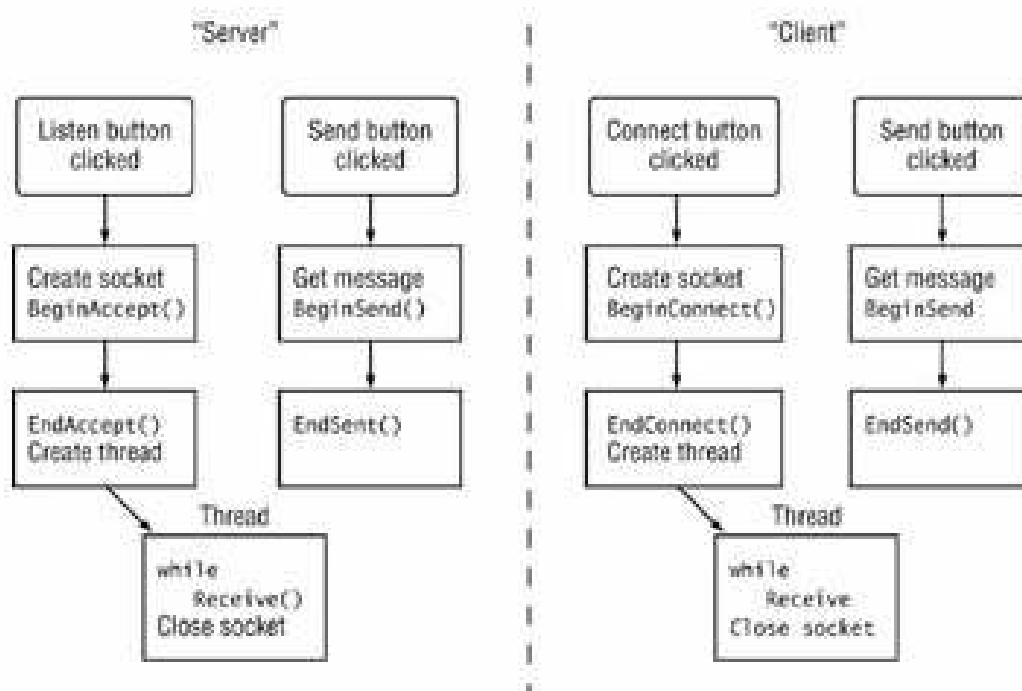 "Server"
Listen button
clicked
Send button
clicked
Create socket
BeginAccept()
Get message
BeginSend()
EndAccept()
Create thread
EndSent()
Thread
while
Receive()
Close socket
"Client"
Connect button
clicked
Send button
clicked
Create socket
BeginConnect()
Get message
BeginSend
EndConnect()
Create thread
EndSend()
Thread
while
Receive
Close socket